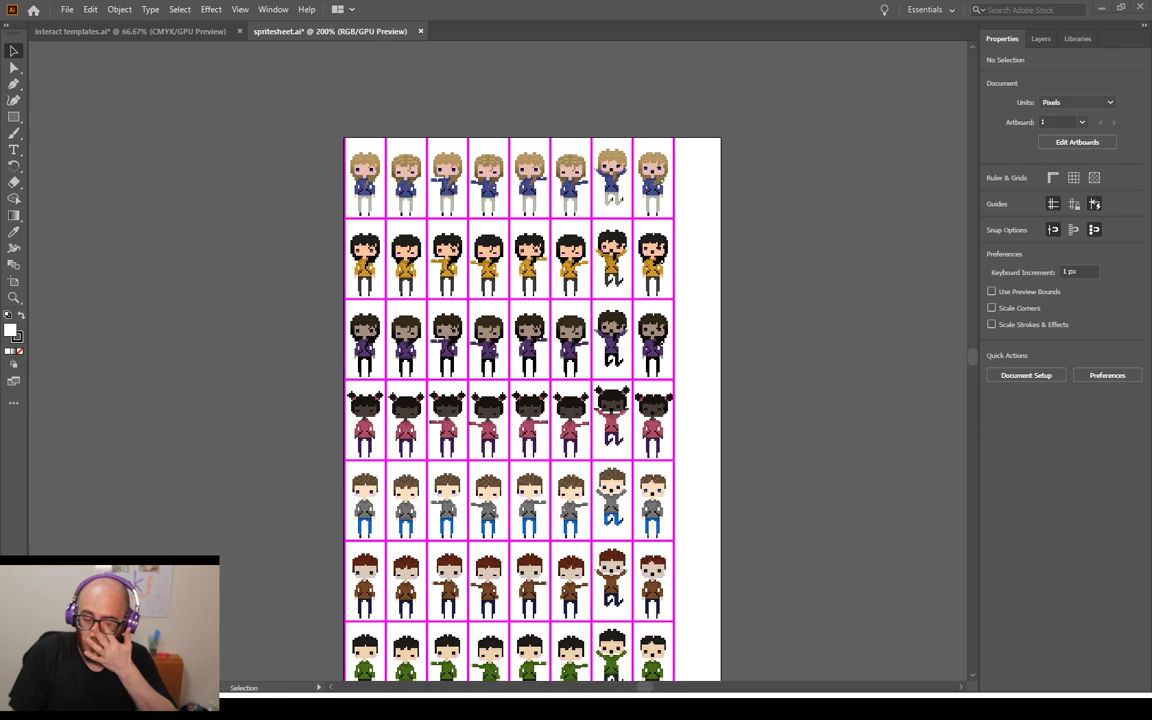 Ai File Edit Object Type Select Effect View Window Help Essentials Search Adobe Stock
interact templates.ai* @ 66.67% (CMYK/GPU Preview) × spritesheet.ai* @ 200% (RGB/GPU Preview) ×
Properties Layers Libraries
No Selection
Document
Units: Pixels
Artboard: 1
Edit Artboards
Ruler & Grids
Guides
Snap Options
Preferences
Keyboard Increment: 1 px
Use Preview Bounds
Scale Corners
Scale Strokes & Effects
Quick Actions
Document Setup Preferences
Selection